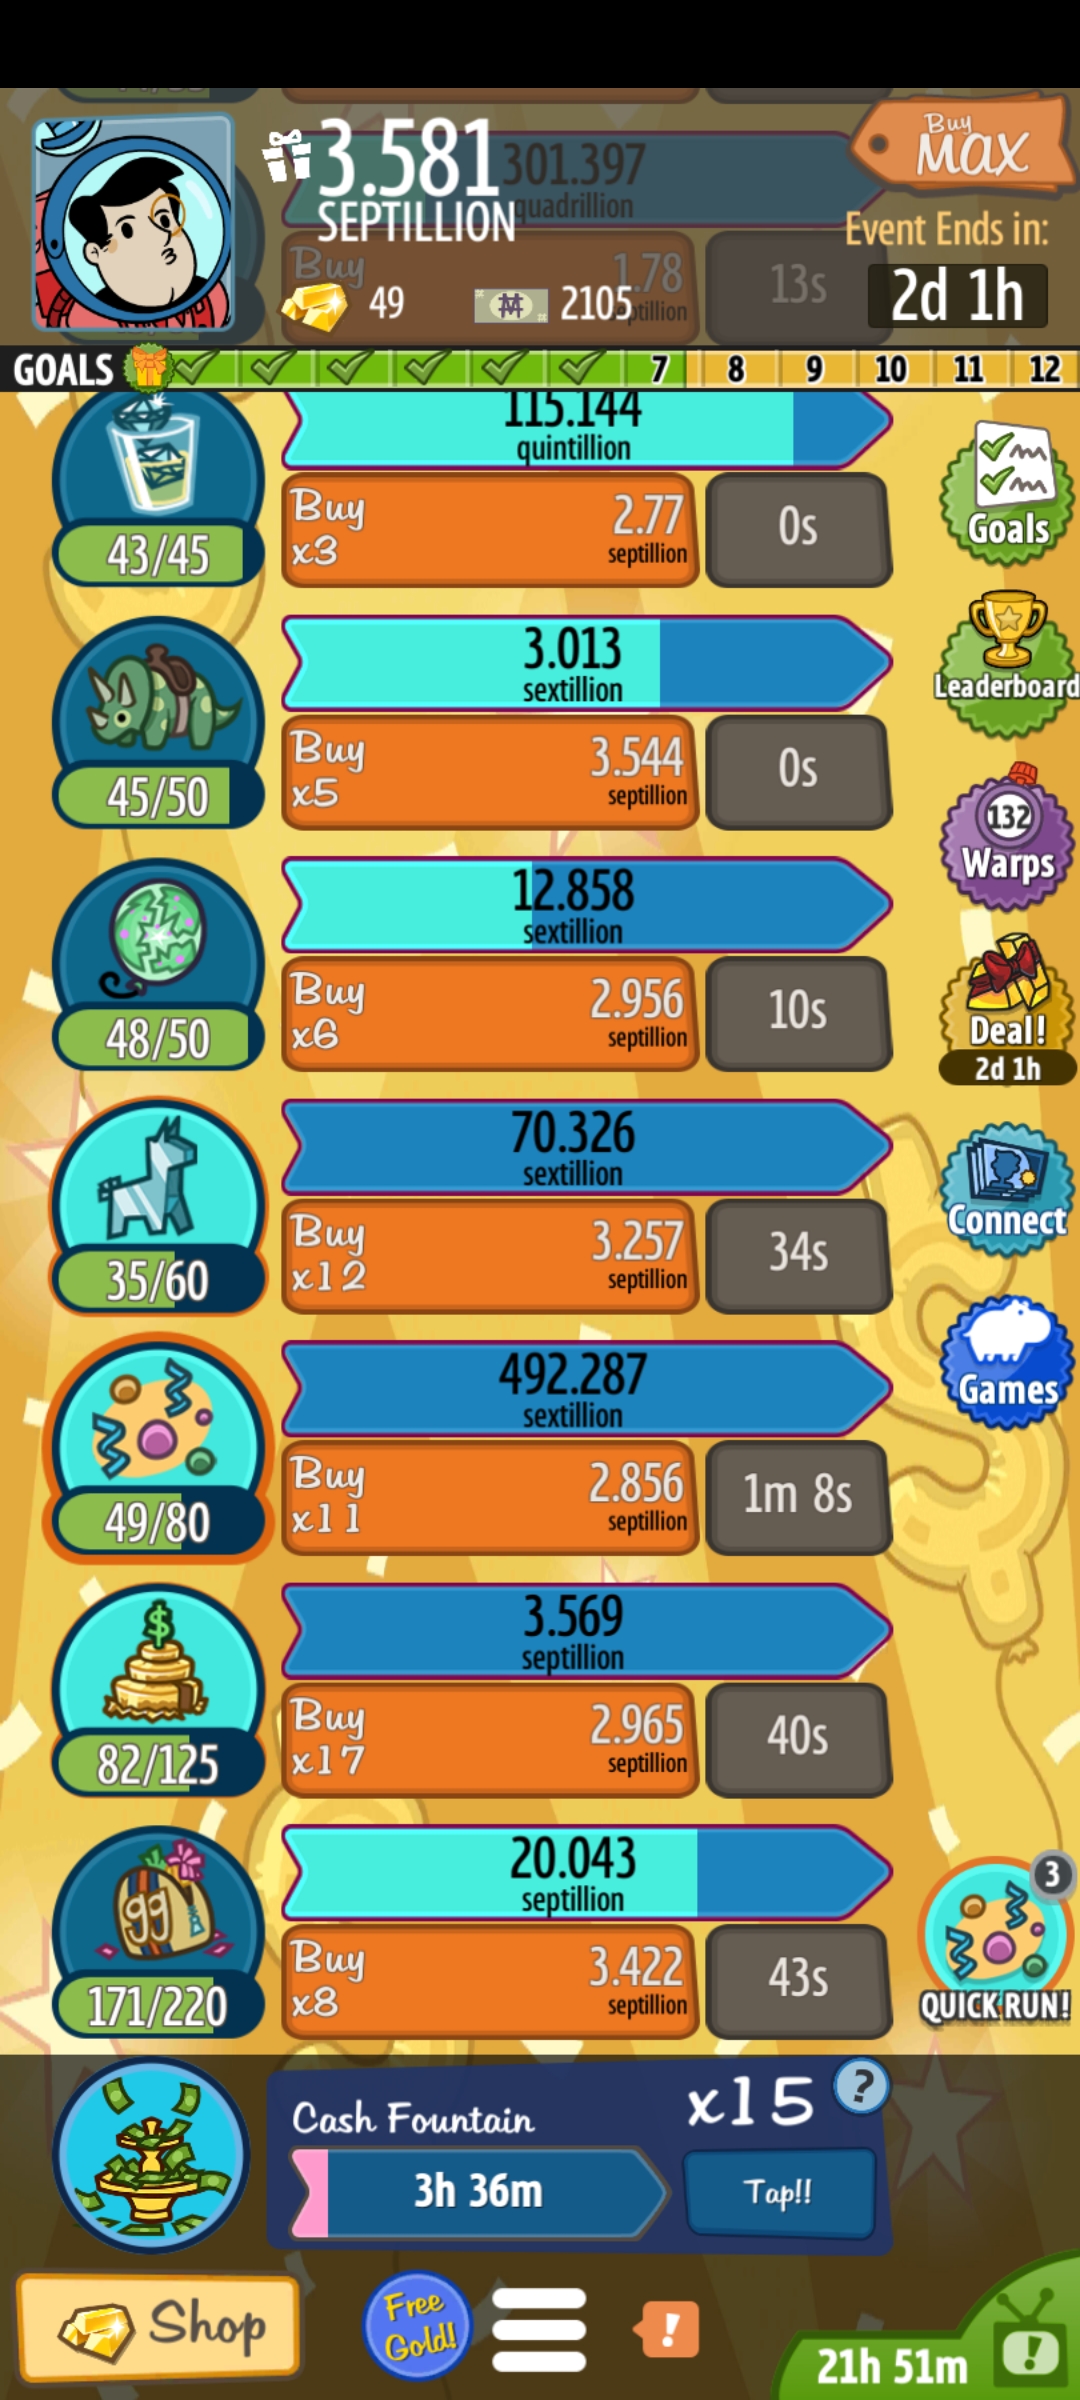 3.581
SEPTILLION
301.397
quadrillion
Buy
MAX
Event Ends in:
2d 1h
Buy
1.78
13s
49
2105
GOALS
7
8
9
10
11
12
115.144
quintillion
43/45
Buy
x3
2.77
septillion
0s
Goals
3.013
sextillion
45/50
Buy
x5
3.544
septillion
0s
Leaderboard
132
Warps
12.858
sextillion
48/50
Buy
x6
2.956
septillion
10s
Deal!
2d 1h
70.326
sextillion
35/60
Buy
x12
3.257
septillion
34s
Connect
492.287
sextillion
49/80
Buy
x11
2.856
septillion
1m 8s
Games
3.569
septillion
$
82/125
Buy
x17
2.965
septillion
40s
20.043
septillion
99
171/220
Buy
x8
3.422
septillion
43s
3
QUICK RUN!
Cash Fountain
x15
?
3h 36m
Tap!!
Shop
Free
Gold!
!
21h 51m
!